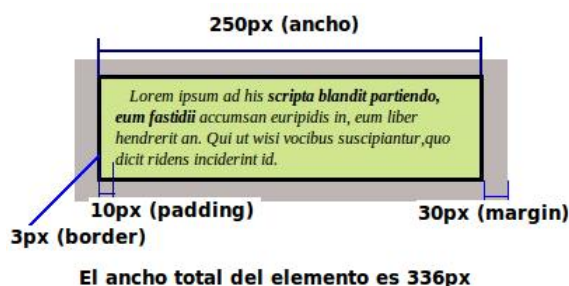 250px (ancho)
Lorem ipsum ad his scripta blandit partiendo,
eum fastidii accumsan euripidis in, eum liber
hendrerit an. Qui ut wisi vocibus suscipiantur,quo
dicit ridens inciderint id.
10px (padding)
30px (margin)
3px (border)
El ancho total del elemento es 336px